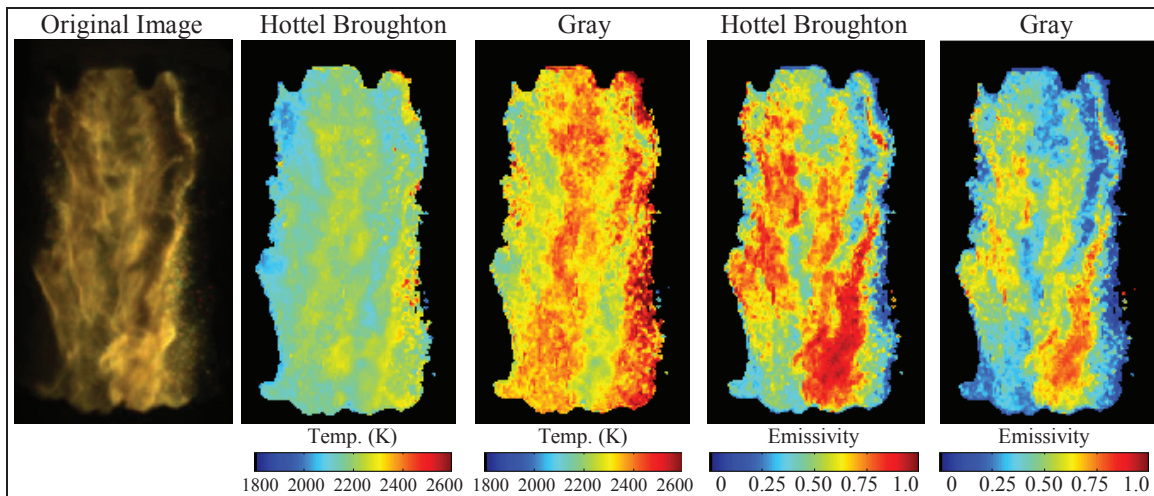 Original Image
Hottel Broughton
Gray
Hottel Broughton
Gray
Temp. (K)
Temp. (K)
Emissivity
Emissivity
1800 2000 2200 2400 2600
1800 2000 2200 2400 2600
0 0.25 0.5 0.75 1.0
0 0.25 0.5 0.75 1.0